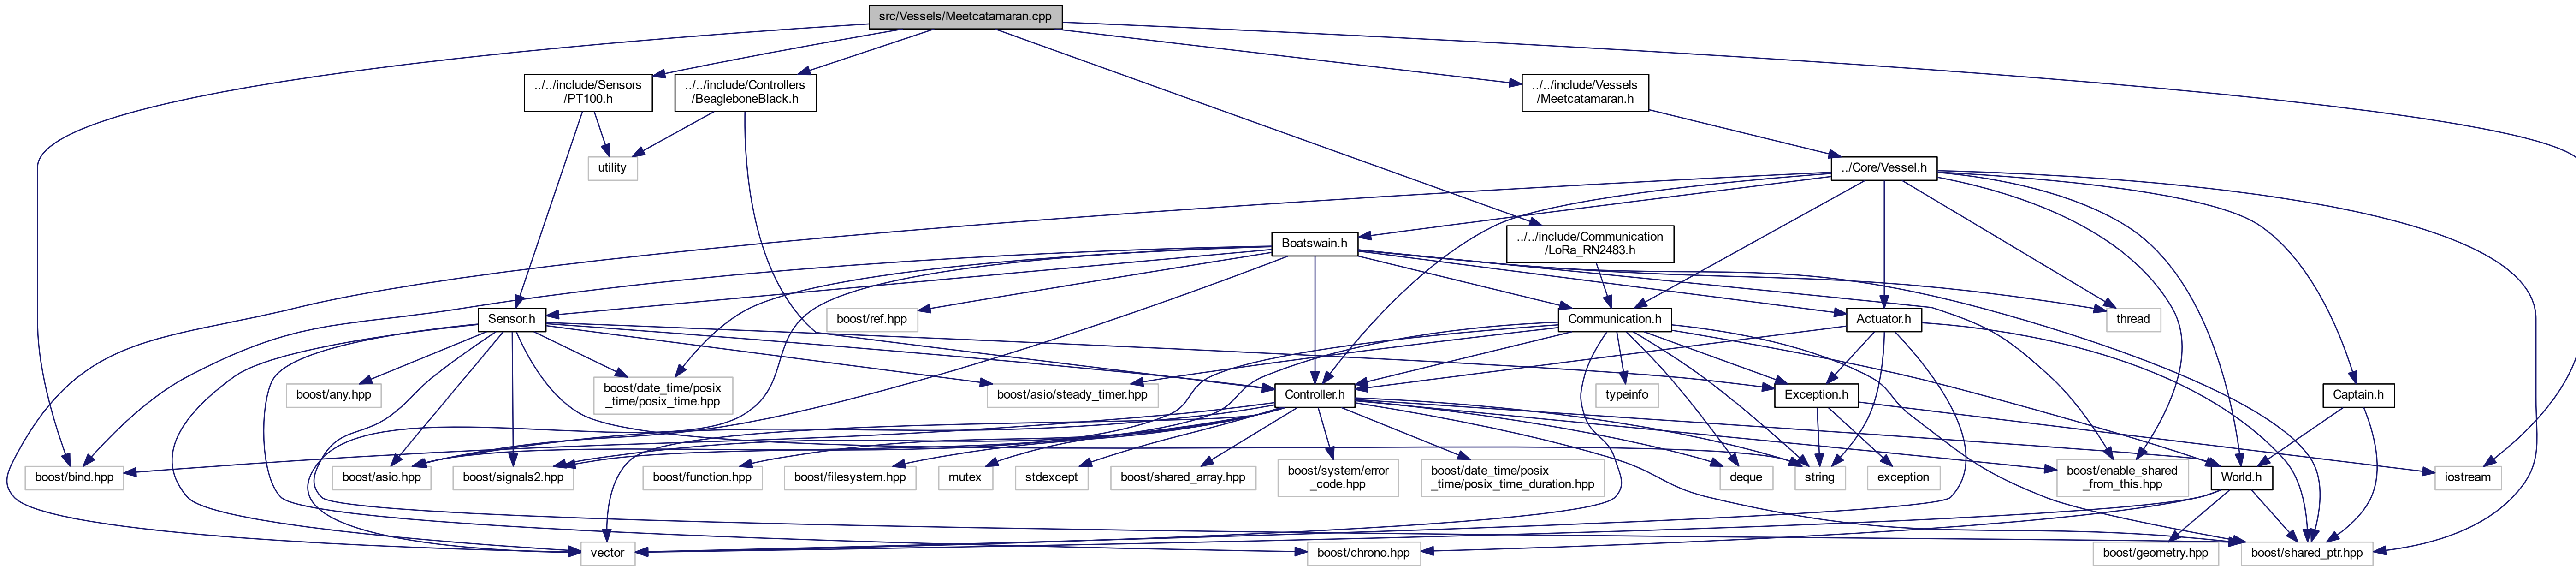 src/Vessels/Meetcatamaran.cpp
../../include/Sensors
/PT100.h
../../include/Controllers
/BeagleboneBlack.h
../../include/Vessels
/Meetcatamaran.h
utility
../Core/Vessel.h
Boatswain.h
../../include/Communication
/LoRa_RN2483.h
Sensor.h
boost/ref.hpp
Communication.h
Actuator.h
thread
boost/any.hpp
boost/date_time/posix
_time/posix_time.hpp
boost/asio/steady_timer.hpp
Controller.h
typeinfo
Exception.h
Captain.h
boost/bind.hpp
boost/asio.hpp
boost/signals2.hpp
boost/function.hpp
boost/filesystem.hpp
mutex
stdexcept
boost/shared_array.hpp
boost/system/error
_code.hpp
boost/date_time/posix
_time/posix_time_duration.hpp
deque
string
exception
boost/enable_shared
_from_this.hpp
World.h
iostream
vector
boost/chrono.hpp
boost/geometry.hpp
boost/shared_ptr.hpp